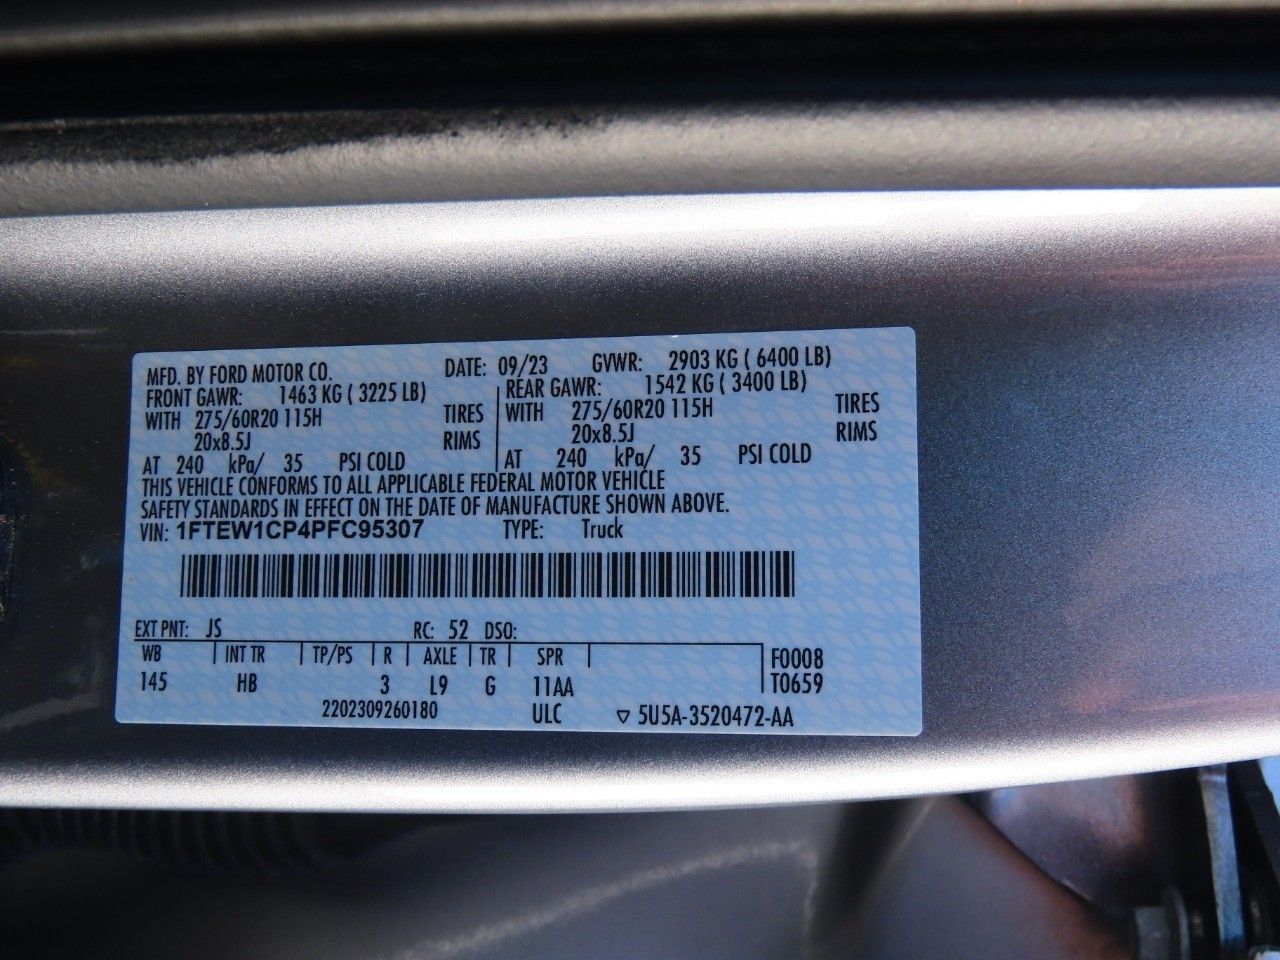 MFD. BY FORD MOTOR CO. DATE: 09/23 GVWR: 2903 KG ( 6400 LB)
FRONT GAWR: 1463 KG ( 3225 LB) REAR GAWR: 1542 KG ( 3400 LB)
WITH 275/60R20 115H TIRES WITH 275/60R20 115H TIRES
20x8.5J RIMS 20x8.5J RIMS
AT 240 kPa/ 35 PSI COLD AT 240 kPa/ 35 PSI COLD
THIS VEHICLE CONFORMS TO ALL APPLICABLE FEDERAL MOTOR VEHICLE
SAFETY STANDARDS IN EFFECT ON THE DATE OF MANUFACTURE SHOWN ABOVE.
VIN: 1FTEW1CP4PFC95307 TYPE: Truck
EXT PNT: JS RC: 52 DSO:
WB INT TR TP/PS R AXLE TR SPR F0008
145 HB 3 L9 G 11AA T0659
2202309260180 ULC ▽ 5U5A-3520472-AA